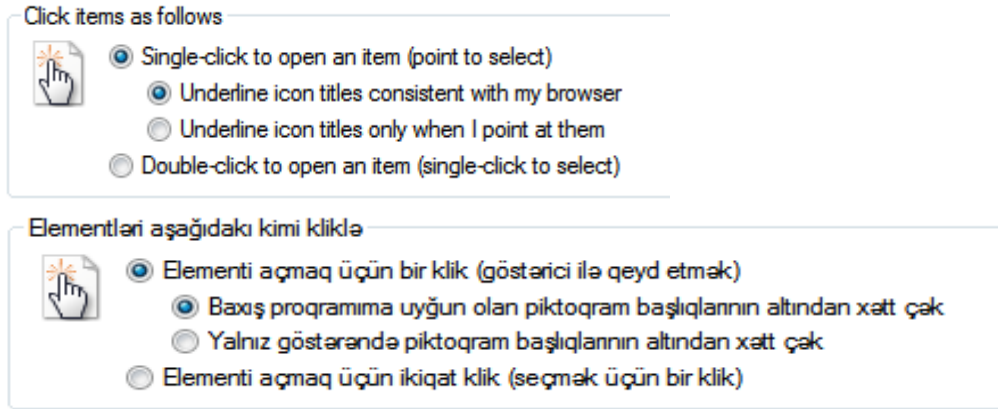 Click items as follows
Single-click to open an item (point to select)
Underline icon titles consistent with my browser
Underline icon titles only when I point at them
Double-click to open an item (single-click to select)
Elementləri aşağıdakı kimi kliklə
Elementi açmaq üçün bir klik (göstərici ilə qeyd etmək)
Baxış proqramıma uyğun olan piktoqram başlıqlarının altından xətt çək
Yalnız göstərəndə piktoqram başlıqlarının altından xətt çək
Elementi açmaq üçün ikiqat klik (seçmək üçün bir klik)